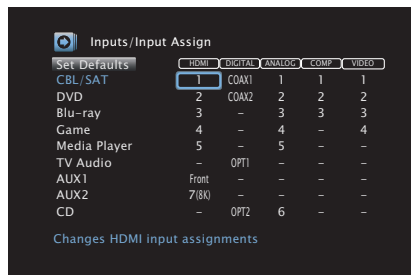 Inputs/Input Assign
Set Defaults HDMI DIGITAL ANALOG COMP VIDEO
CBL/SAT 1 COAX1 1 1 1
DVD 2 COAX2 2 2 2
Blu-ray 3 – 3 3 3
Game 4 – 4 – 4
Media Player 5 – 5 – –
TV Audio – OPT1 – – –
AUX1 Front – – – –
AUX2 7(8K) – – – –
CD – OPT2 6 – –
Changes HDMI input assignments